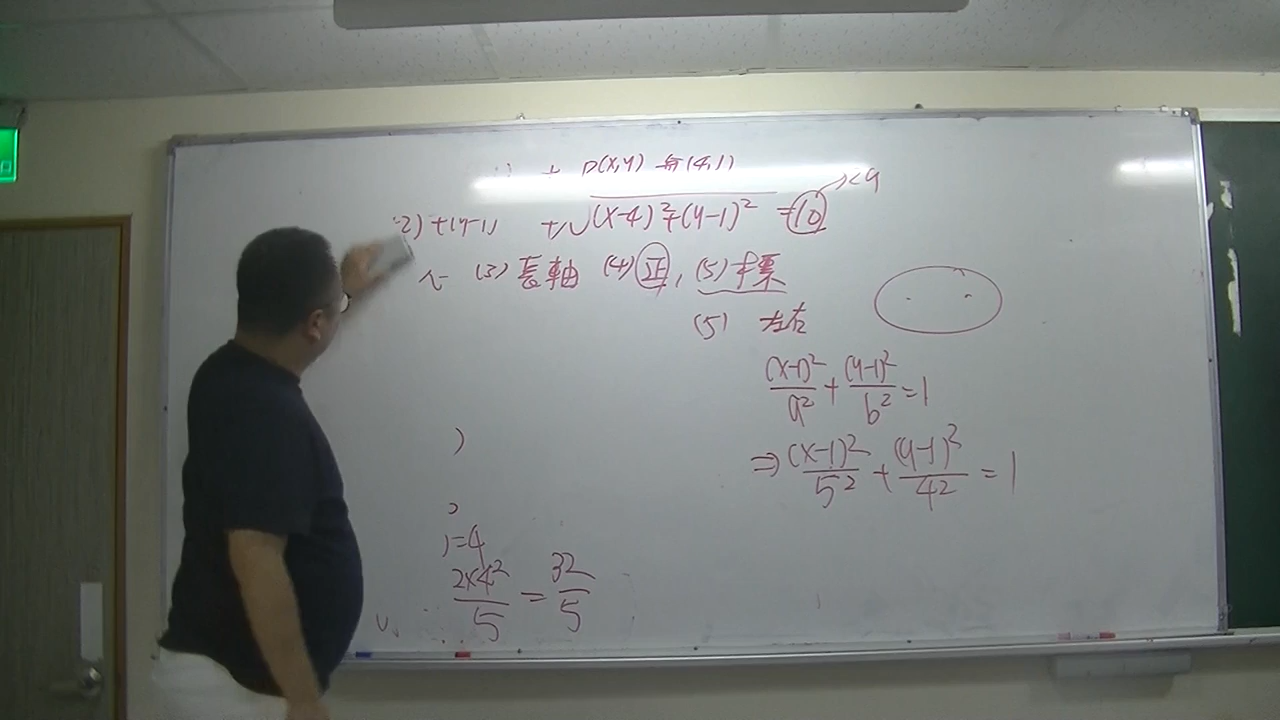 + P(x,y) 與(4,1)
-2) + (y-1) + √(x-4)²+(y-1)² = 10 → <9
(3) 長軸 (4) 正, (5) 標
(5) 左右
(x-1)²/a² + (y-1)²/b² = 1
⇒ (x-1)²/5² + (y-1)²/4² = 1
)
)=4
2×4²/5 = 32/5